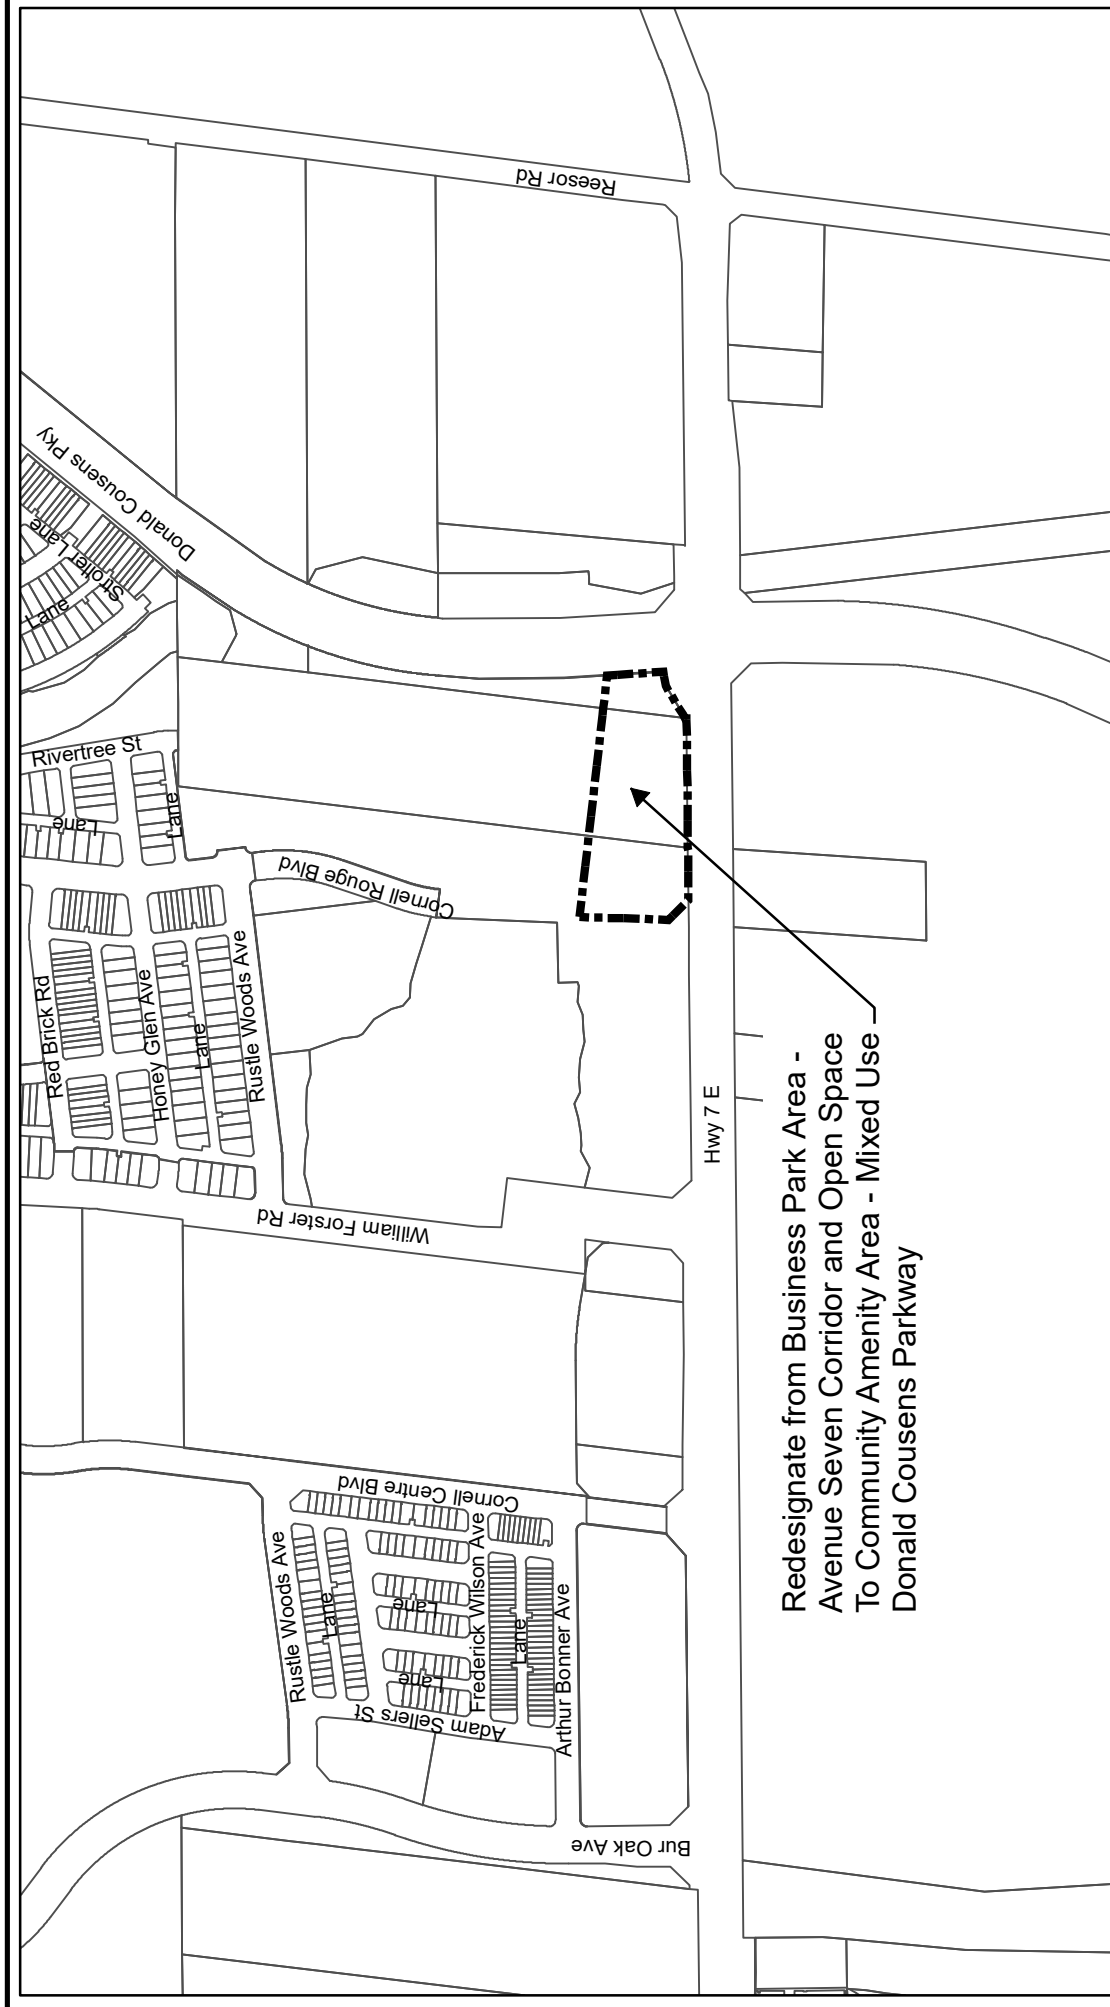 Reesor Rd
Donald Cousens Pky
Stroller Lane
Lane
Rivertree St
Lane
Lane
Cornell Rouge Blvd
Red Brick Rd
Honey Glen Ave
Lane
Rustle Woods Ave
William Forster Rd
Hwy 7 E
Cornell Centre Blvd
Rustle Woods Ave
Lane
Lane
Lane
Frederick Wilson Ave
Lane
Arthur Bonner Ave
Adam Sellers St
Bur Oak Ave
Redesignate from Business Park Area -
Avenue Seven Corridor and Open Space
To Community Amenity Area - Mixed Use
Donald Cousens Parkway